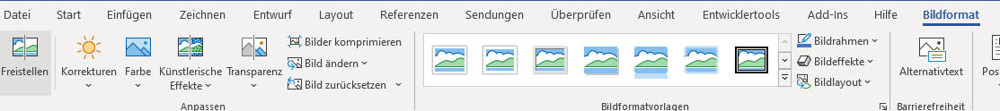 Datei Start Einfügen Zeichnen Entwurf Layout Referenzen Sendungen Überprüfen Ansicht Entwicklertools Add-Ins Hilfe Bildformat
Freistellen
Korrekturen
Farbe
Künstlerische
Effekte
Transparenz
Bilder komprimieren
Bild ändern
Bild zurücksetzen
Bildrahmen
Bildeffekte
Bildlayout
Alternativtext
Pos
Anpassen
Bildformatvorlagen
Barrierefreiheit